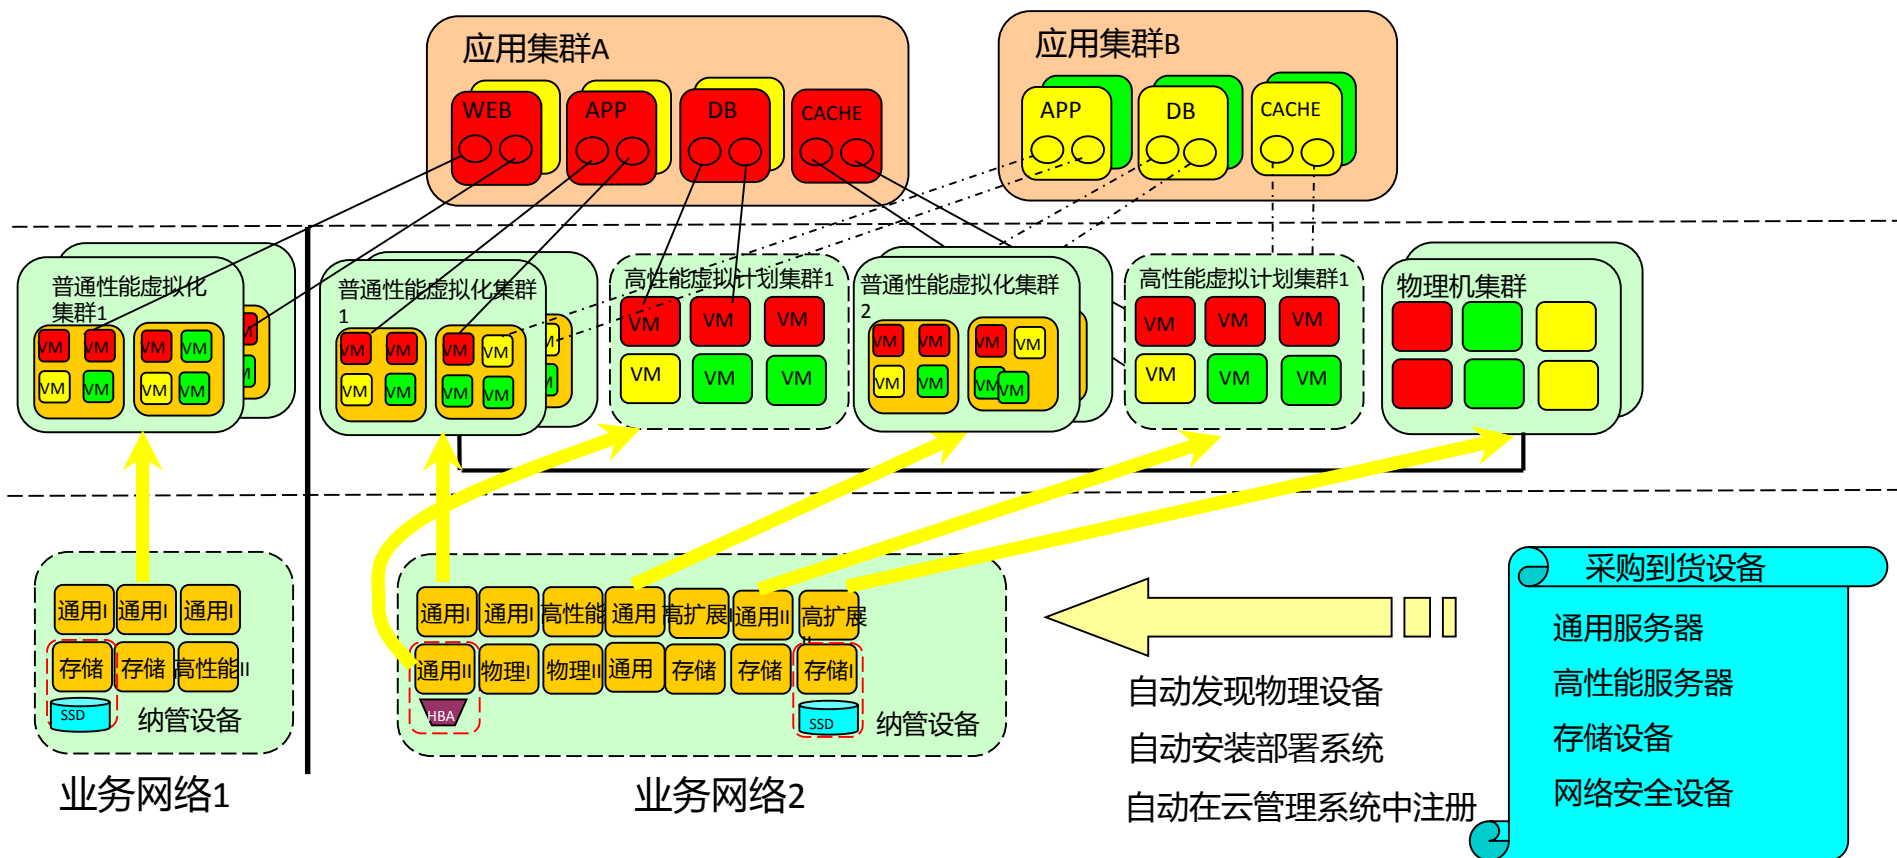 应用集群A
WEB
APP
DB
CACHE
应用集群B
APP
DB
CACHE
普通性能虚拟化
集群1
VM
VM
VM
VM
VM
VM
VM
VM
VM
VM
普通性能虚拟化集群
1
VM
VM
VM
VM
VM
VM
VM
VM
VM
VM
高性能虚拟计划集群1
VM
VM
VM
VM
VM
VM
普通性能虚拟化集群
2
VM
VM
VM
VM
VM
VM
VM
VM
高性能虚拟计划集群1
VM
VM
VM
VM
VM
VM
物理机集群
通用I
通用I
通用I
存储
存储
高性能II
SSD
纳管设备
业务网络1
通用I
通用I
高性能
通用
高扩展I
通用II
高扩展
II
通用II
物理I
物理II
通用
存储
存储
存储I
HBA
SSD
纳管设备
业务网络2
自动发现物理设备
自动安装部署系统
自动在云管理系统中注册
采购到货设备
通用服务器
高性能服务器
存储设备
网络安全设备